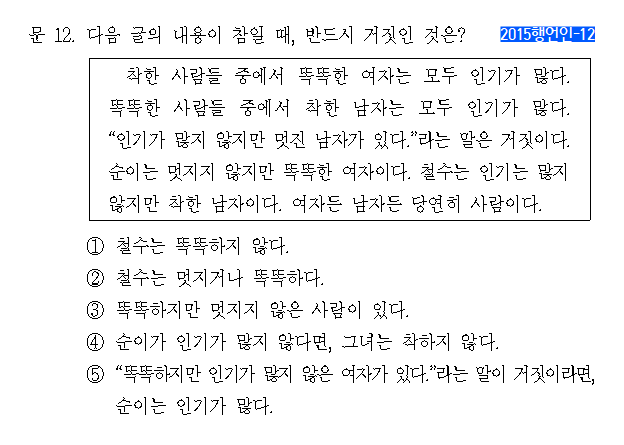 문 12. 다음 글의 내용이 참일 때, 반드시 거짓인 것은? 2015행언인-12
착한 사람들 중에서 똑똑한 여자는 모두 인기가 많다.
똑똑한 사람들 중에서 착한 남자는 모두 인기가 많다.
“인기가 많지 않지만 멋진 남자가 있다.”라는 말은 거짓이다.
순이는 멋지지 않지만 똑똑한 여자이다. 철수는 인기는 많지
않지만 착한 남자이다. 여자든 남자든 당연히 사람이다.
① 철수는 똑똑하지 않다.
② 철수는 멋지거나 똑똑하다.
③ 똑똑하지만 멋지지 않은 사람이 있다.
④ 순이가 인기가 많지 않다면, 그녀는 착하지 않다.
⑤ “똑똑하지만 인기가 많지 않은 여자가 있다.”라는 말이 거짓이라면,
순이는 인기가 많다.